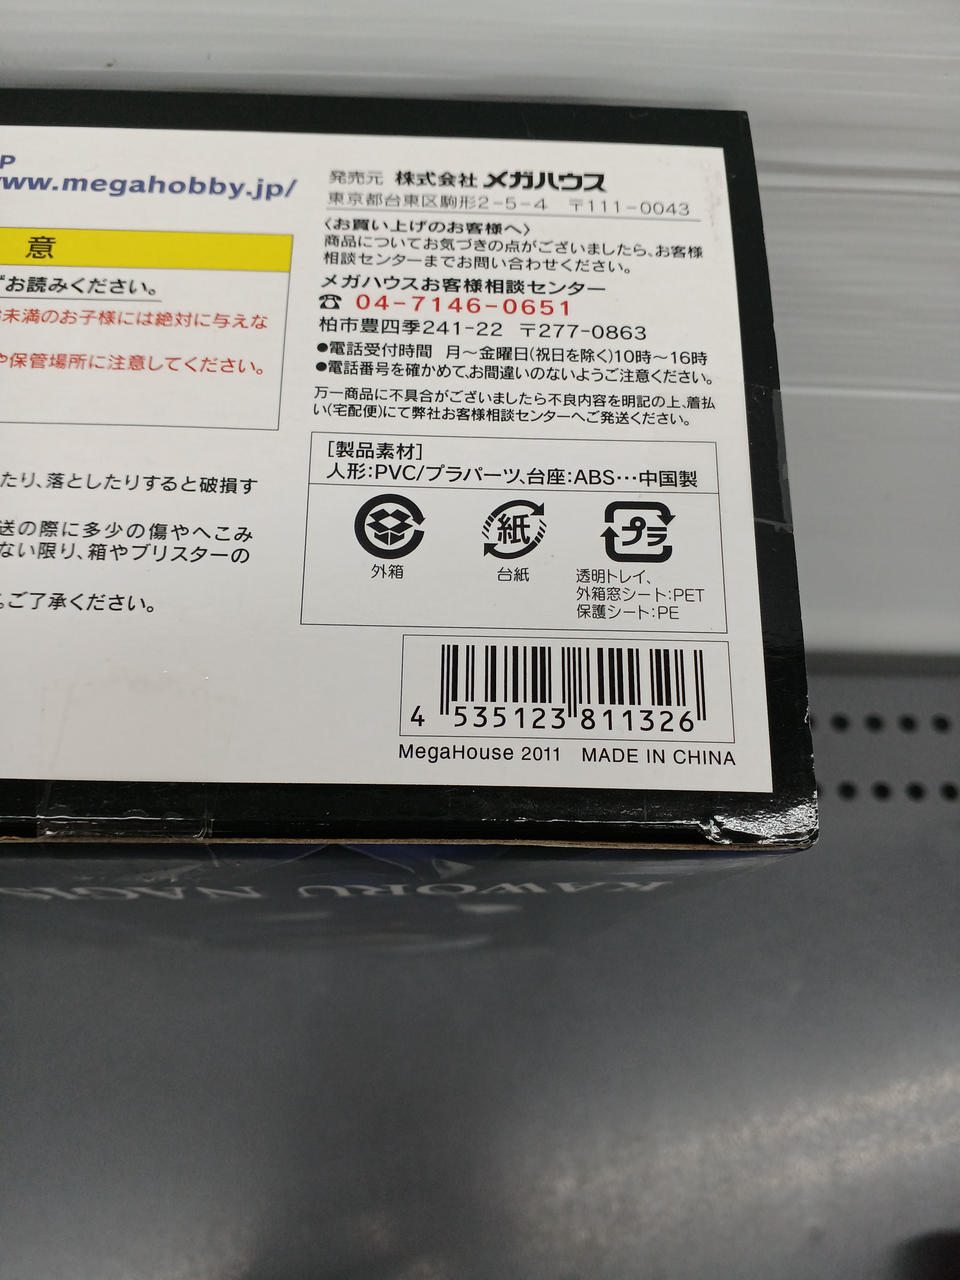 P
www.megahobby.jp/
意
ずお読みください。
未満のお子様には絶対に与えな
や保管場所に注意してください。
たり、落としたりすると破損す
送の際に多少の傷やへこみ
ない限り、箱やブリスターの
。ご了承ください。
発売元 株式会社 メガハウス
東京都台東区駒形2-5-4 〒111-0043
〈お買い上げのお客様へ〉
商品についてお気づきの点がございましたら、お客様
相談センターまでお問い合わせください。
メガハウスお客様相談センター
☎ 04-7146-0651
柏市豊四季241-22 〒277-0863
●電話受付時間 月〜金曜日(祝日を除く)10時〜16時
●電話番号を確かめて、お間違いのないようご注意ください。
万一商品に不具合がございましたら不良内容を明記の上、着払
い(宅配便)にて弊社お客様相談センターへご発送ください。
[製品素材]
人形:PVC/プラパーツ、台座:ABS…中国製
外箱
紙
台紙
プラ
透明トレイ、
外箱窓シート:PET
保護シート:PE
4 535123 811326
MegaHouse 2011 MADE IN CHINA
KAWORU NAGIS